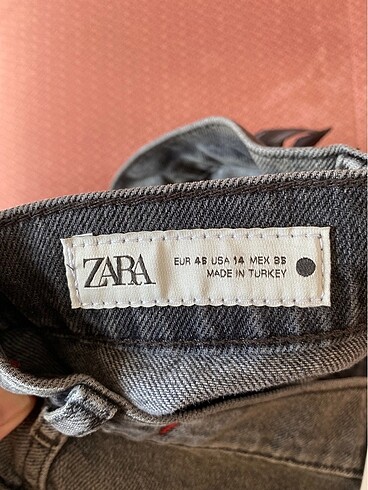 ZARA
EUR 46 USA 14 MEX 36
MADE IN TURKEY